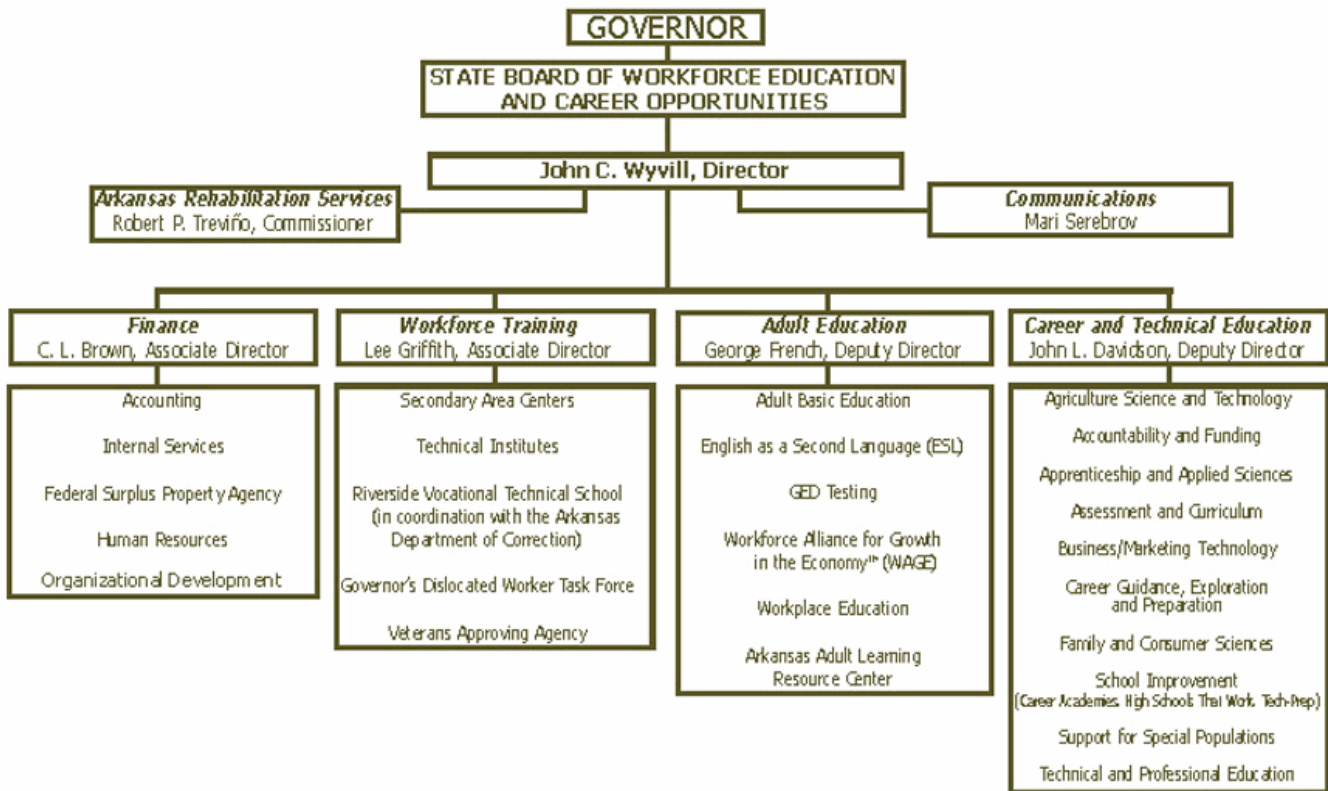 GOVERNOR
STATE BOARD OF WORKFORCE EDUCATION
AND CAREER OPPORTUNITIES
John C. Wyvill, Director
Arkansas Rehabilitation Services
Robert P. Treviño, Commissioner
Communications
Mari Serebrov
Finance
C. L. Brown, Associate Director
Workforce Training
Lee Griffith, Associate Director
Adult Education
George French, Deputy Director
Career and Technical Education
John L. Davidson, Deputy Director
Accounting
Internal Services
Federal Surplus Property Agency
Human Resources
Organizational Development
Secondary Area Centers
Technical Institutes
Riverside Vocational Technical School
(in coordination with the Arkansas
Department of Correction)
Governor's Dislocated Worker Task Force
Veterans Approving Agency
Adult Basic Education
English as a Second Language (ESL)
GED Testing
Workforce Alliance for Growth
in the Economy™ (WAGE)
Workplace Education
Arkansas Adult Learning
Resource Center
Agriculture Science and Technology
Accountability and Funding
Apprenticeship and Applied Sciences
Assessment and Curriculum
Business/Marketing Technology
Career Guidance, Exploration
and Preparation
Family and Consumer Sciences
School Improvement
(Career Academies, High Schools That Work, Tech-Prep)
Support for Special Populations
Technical and Professional Education